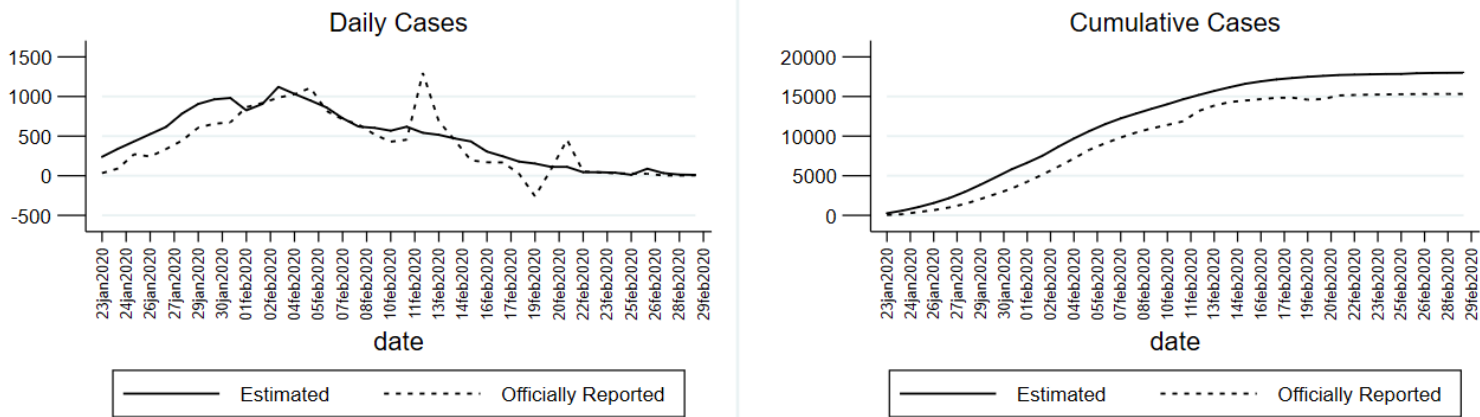 Daily Cases
1500
1000
500
0
-500
23jan2020
24jan2020
26jan2020
27jan2020
29jan2020
30jan2020
01feb2020
02feb2020
04feb2020
05feb2020
07feb2020
08feb2020
10feb2020
11feb2020
13feb2020
14feb2020
16feb2020
17feb2020
19feb2020
20feb2020
22feb2020
23feb2020
25feb2020
26feb2020
28feb2020
29feb2020
date
Estimated
Officially Reported
Cumulative Cases
20000
15000
10000
5000
0
23jan2020
24jan2020
26jan2020
27jan2020
29jan2020
30jan2020
01feb2020
02feb2020
04feb2020
05feb2020
07feb2020
08feb2020
10feb2020
11feb2020
13feb2020
14feb2020
16feb2020
17feb2020
19feb2020
20feb2020
22feb2020
23feb2020
25feb2020
26feb2020
28feb2020
29feb2020
date
Estimated
Officially Reported